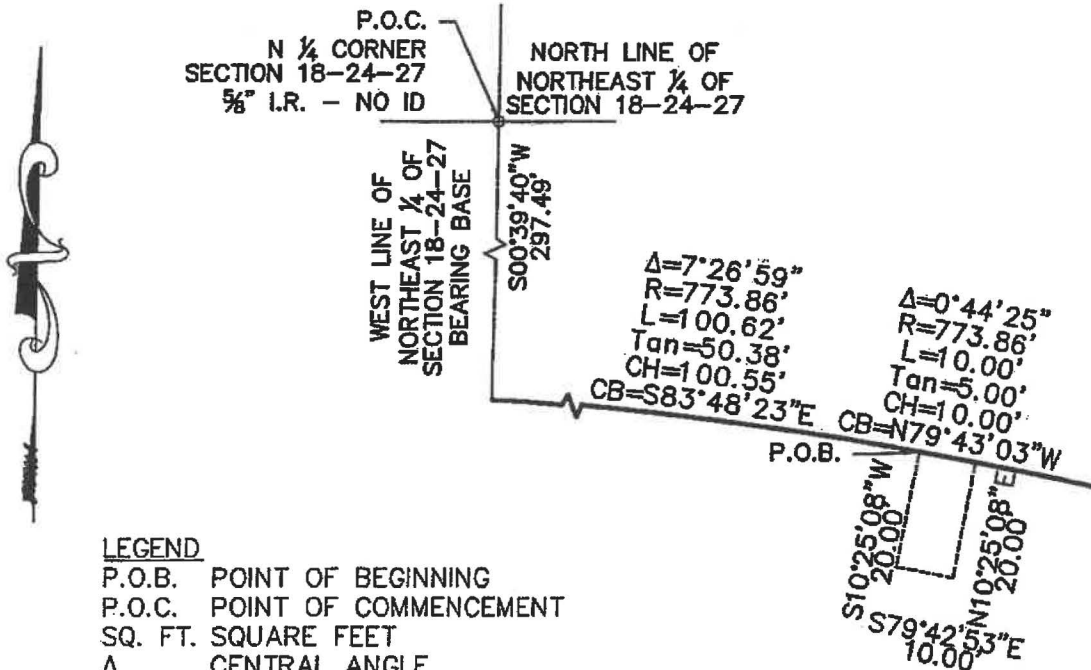 P.O.C.
N ¼ CORNER
SECTION 18-24-27
⅝" I.R. - NO ID
NORTH LINE OF
NORTHEAST ¼ OF
SECTION 18-24-27
WEST LINE OF
NORTHEAST ¼ OF
SECTION 18-24-27
BEARING BASE
S00°39'40"W
297.49'
Δ=7°26'59"
R=773.86'
L=100.62'
Tan=50.38'
CH=100.55'
CB=S83°48'23"E
Δ=0°44'25"
R=773.86'
L=10.00'
Tan=5.00'
CH=10.00'
CB=N79°43'03"W
P.O.B.
S10°25'08"W
20.00'
N10°25'08"E
20.00'
S79°42'53"E
10.00'
LEGEND
P.O.B. POINT OF BEGINNING
P.O.C. POINT OF COMMENCEMENT
SQ. FT. SQUARE FEET
Δ CENTRAL ANGLE